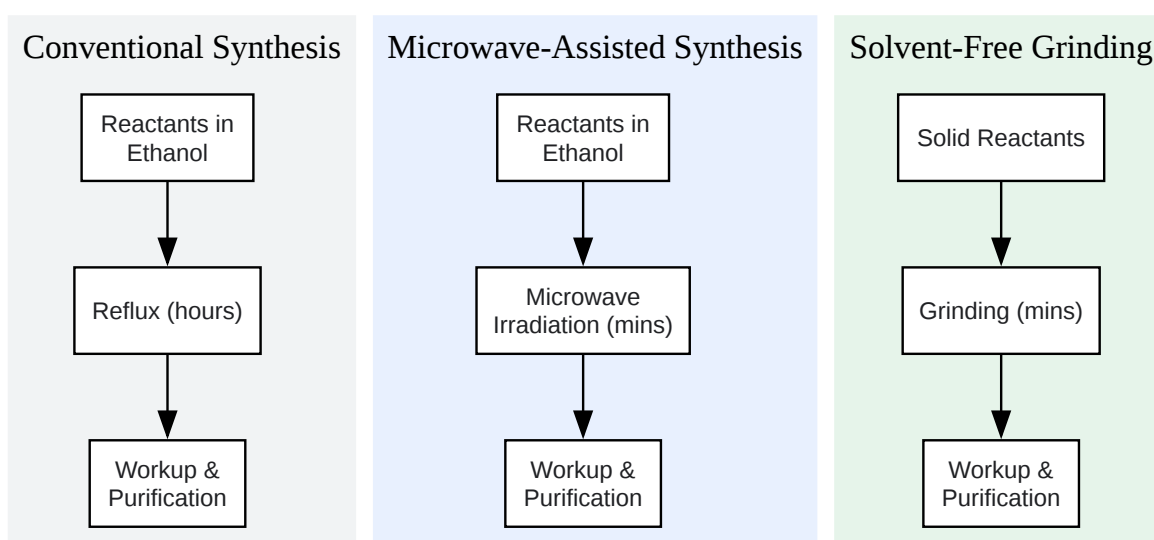 Conventional Synthesis
Reactants in
Ethanol
Reflux (hours)
Workup &
Purification
Microwave-Assisted Synthesis
Reactants in
Ethanol
Microwave
Irradiation (mins)
Workup &
Purification
Solvent-Free Grinding
Solid Reactants
Grinding (mins)
Workup &
Purification